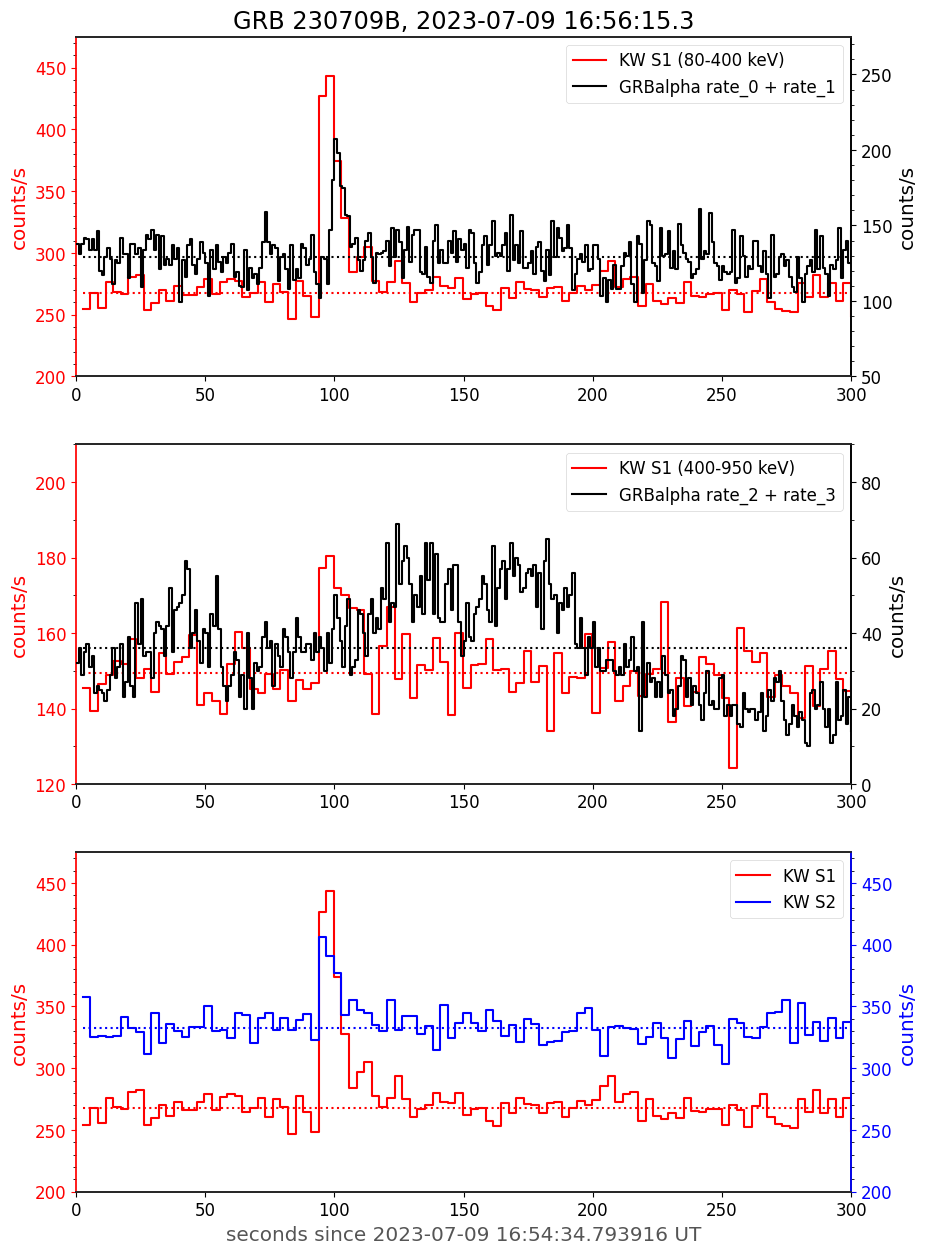 GRB 230709B, 2023-07-09 16:56:15.3
KW S1 (80-400 keV)
GRBalpha rate_0 + rate_1
450
400
350
300
250
200
counts/s
250
200
150
100
50
counts/s
0 50 100 150 200 250 300
KW S1 (400-950 keV)
GRBalpha rate_2 + rate_3
200
180
160
140
120
counts/s
80
60
40
20
0
counts/s
0 50 100 150 200 250 300
KW S1
KW S2
450
400
350
300
250
200
counts/s
450
400
350
300
250
200
counts/s
0 50 100 150 200 250 300
seconds since 2023-07-09 16:54:34.793916 UT